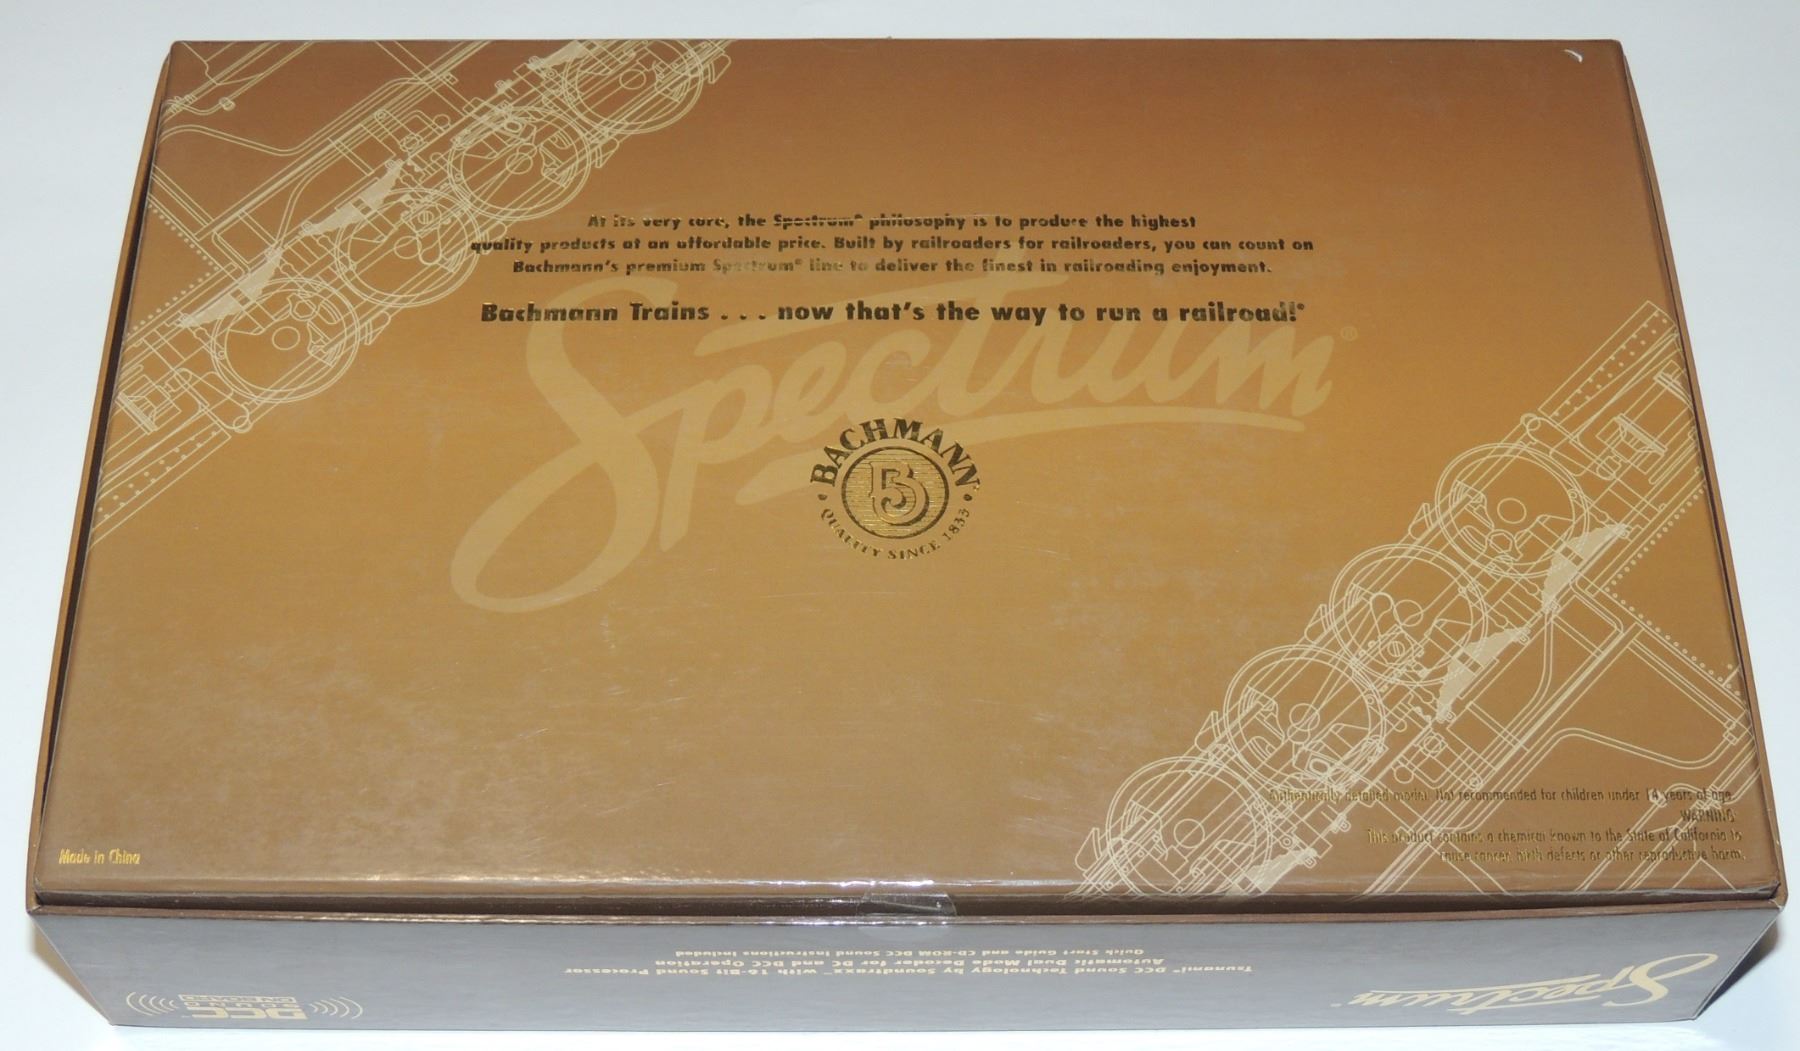 At its very core, the Spectrum® philosophy is to produce the highest
quality products at an affordable price. Built by railroaders for railroaders, you can count on
Bachmann's premium Spectrum® line to deliver the finest in railroading enjoyment.
Bachmann Trains . . . now that's the way to run a railroad!®
Spectrum®
BACHMANN
B
• QUALITY SINCE 1833 •
Authentically detailed model. Not recommended for children under 14 years of age.
WARNING:
This product contains a chemical known to the State of California to
cause cancer, birth defects or other reproductive harm.
Made in China
Spectrum®
Tsunami® DCC Sound Technology by Soundtraxx™ with 16-Bit Sound Processor
Automatic Dual Mode Decoder for DC and DCC Operation
Quick Start Guide and CD-ROM DCC Sound Instructions Included
DCC
SOUND
ON BOARD